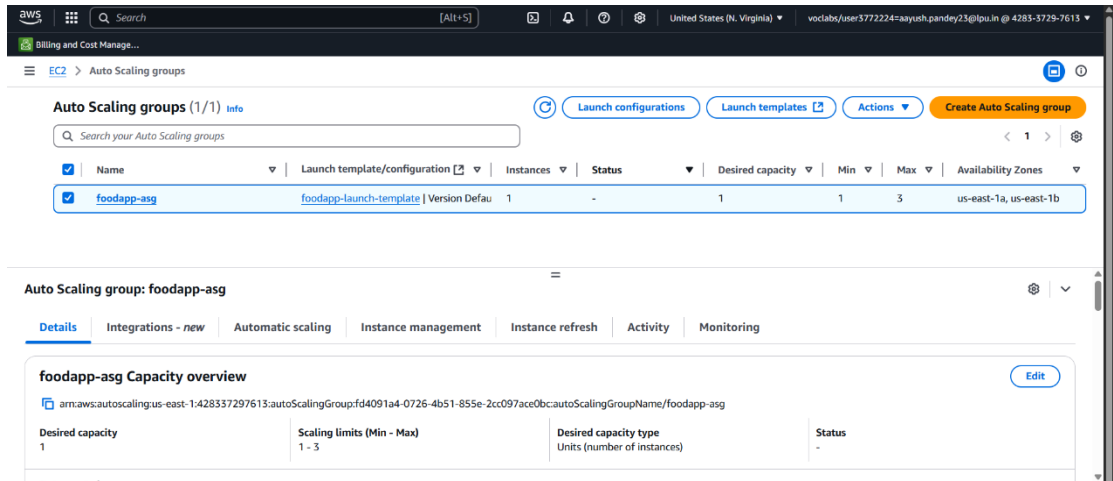 aws
Search [Alt+S] United States (N. Virginia) ▼ voclabs/user3772224=aayush.pandey23@lpu.in @ 4283-3729-7613 ▼
Billing and Cost Manage...
EC2 > Auto Scaling groups
Auto Scaling groups (1/1) Info
Launch configurations Launch templates Actions ▼ Create Auto Scaling group
Search your Auto Scaling groups
< 1 >
Name Launch template/configuration Instances Status Desired capacity Min Max Availability Zones
foodapp-asg foodapp-launch-template | Version Defau 1 - 1 1 3 us-east-1a, us-east-1b
Auto Scaling group: foodapp-asg
Details Integrations - new Automatic scaling Instance management Instance refresh Activity Monitoring
foodapp-asg Capacity overview
Edit
arn:aws:autoscaling:us-east-1:428337297613:autoScalingGroup:fd4091a4-0726-4b51-855e-2cc097ace0bc:autoScalingGroupName/foodapp-asg
Desired capacity Scaling limits (Min - Max) Desired capacity type Status
1 1 - 3 Units (number of instances) -